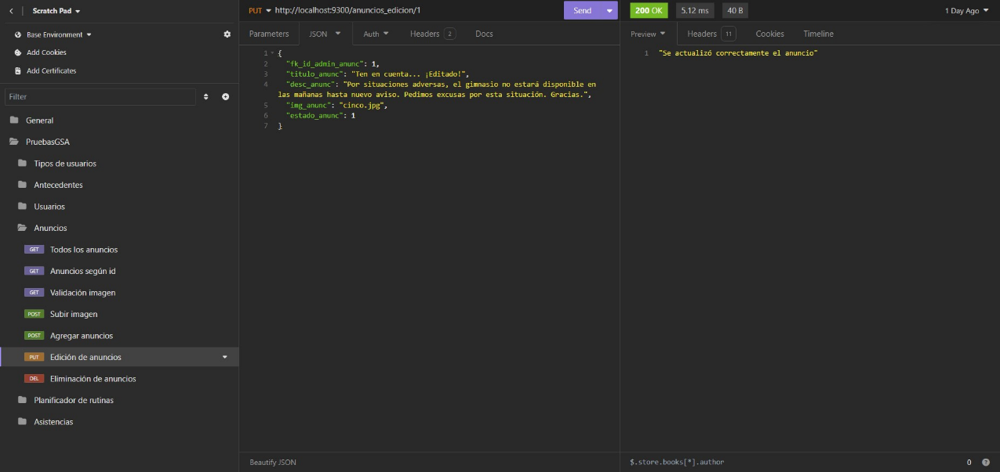 Scratch Pad
Base Environment
Add Cookies
Add Certificates
Filter
General
PruebasGSA
Tipos de usuarios
Antecedentes
Usuarios
Anuncios
GET Todos los anuncios
GET Anuncios según id
GET Validación imagen
POST Subir imagen
POST Agregar anuncios
PUT Edición de anuncios
DEL Eliminación de anuncios
Planificador de rutinas
Asistencias
PUT http://localhost:9300/anuncios_edicion/1 Send
Parameters JSON Auth Headers 2 Docs
1 {
2 "fk_id_admin_anunc": 1,
3 "titulo_anunc": "Ten en cuenta... ¡Editado!",
4 "desc_anunc": "Por situaciones adversas, el gimnasio no estará disponible en
las mañanas hasta nuevo aviso. Pedimos excusas por esta situación. Gracias.",
5 "img_anunc": "cinco.jpg",
6 "estado_anunc": 1
7 }
Beautify JSON
200 OK 5.12 ms 40 B 1 Day Ago
Preview Headers 11 Cookies Timeline
1 "Se actualizó correctamente el anuncio"
$.store.books[*].author 0 ?